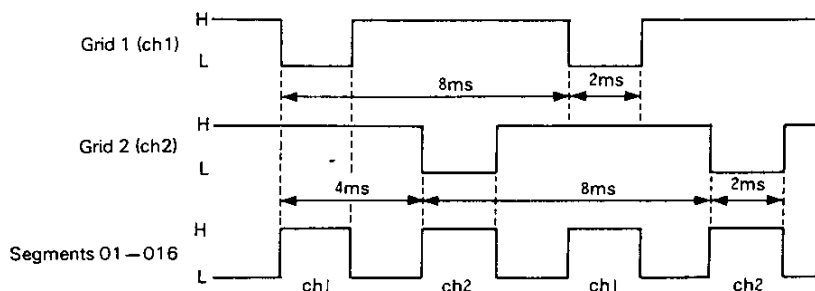 H
Grid 1 (ch1)
L
8ms
2ms
H
Grid 2 (ch2)
L
4ms
8ms
2ms
H
Segments 01–016
L
ch1
ch2
ch1
ch2